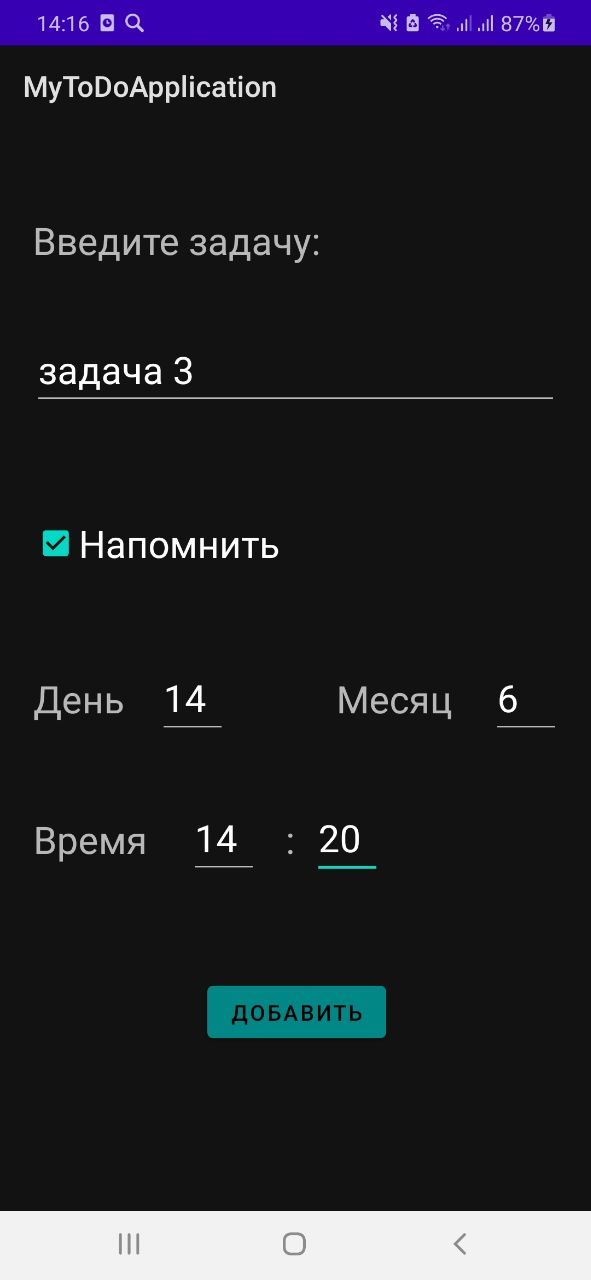 14:16 87%
MyToDoApplication
Введите задачу:
задача 3
Напомнить
День 14 Месяц 6
Время 14 : 20
ДОБАВИТЬ